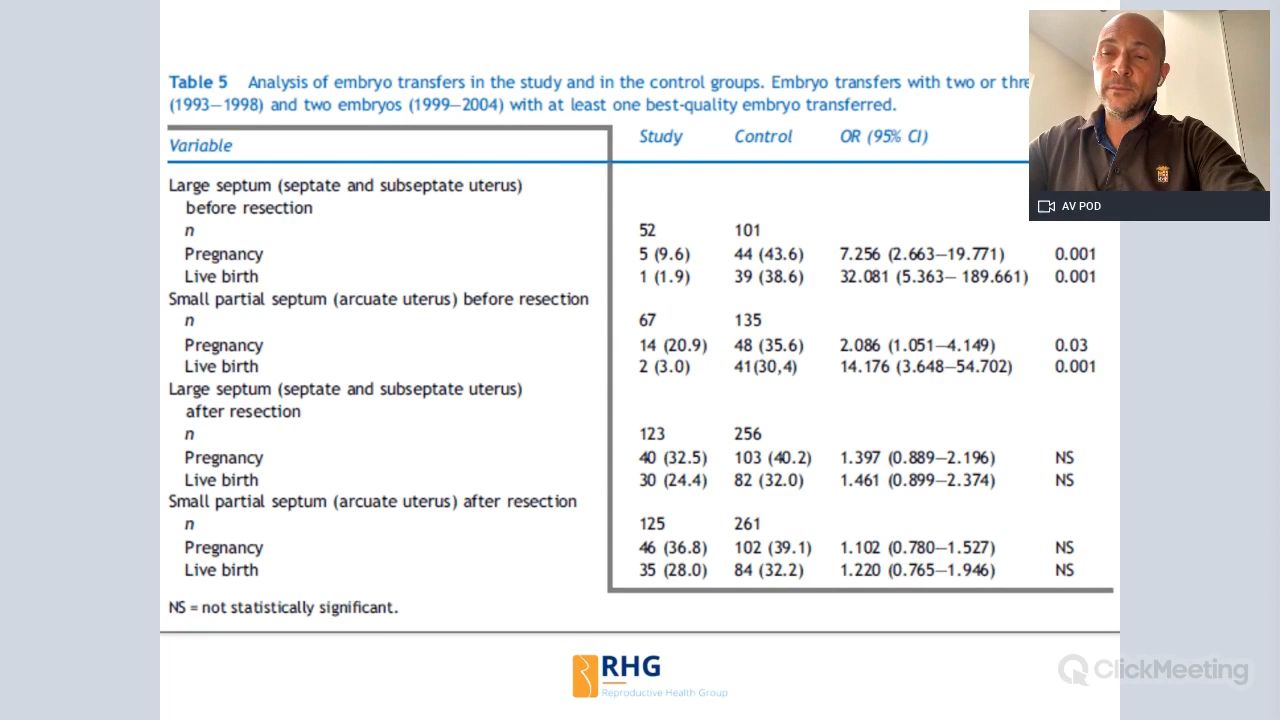 Table 5 Analysis of embryo transfers in the study and in the control groups. Embryo transfers with two or
(1993—1998) and two embryos (1999—2004) with at least one best-quality embryo transferred.
Variable Study Control OR (95% CI)
Large septum (septate and subseptate uterus)
before resection
n 52 101
Pregnancy 5 (9.6) 44 (43.6) 7.256 (2.663—19.771) 0.001
Live birth 1 (1.9) 39 (38.6) 32.081 (5.363— 189.661) 0.001
Small partial septum (arcuate uterus) before resection
n 67 135
Pregnancy 14 (20.9) 48 (35.6) 2.086 (1.051—4.149) 0.03
Live birth 2 (3.0) 41(30,4) 14.176 (3.648—54.702) 0.001
Large septum (septate and subseptate uterus)
after resection
n 123 256
Pregnancy 40 (32.5) 103 (40.2) 1.397 (0.889—2.196) NS
Live birth 30 (24.4) 82 (32.0) 1.461 (0.899—2.374) NS
Small partial septum (arcuate uterus) after resection
n 125 261
Pregnancy 46 (36.8) 102 (39.1) 1.102 (0.780—1.527) NS
Live birth 35 (28.0) 84 (32.2) 1.220 (0.765—1.946) NS
NS = not statistically significant.
AV POD
RHG
Reproductive Health Group
ClickMeeting